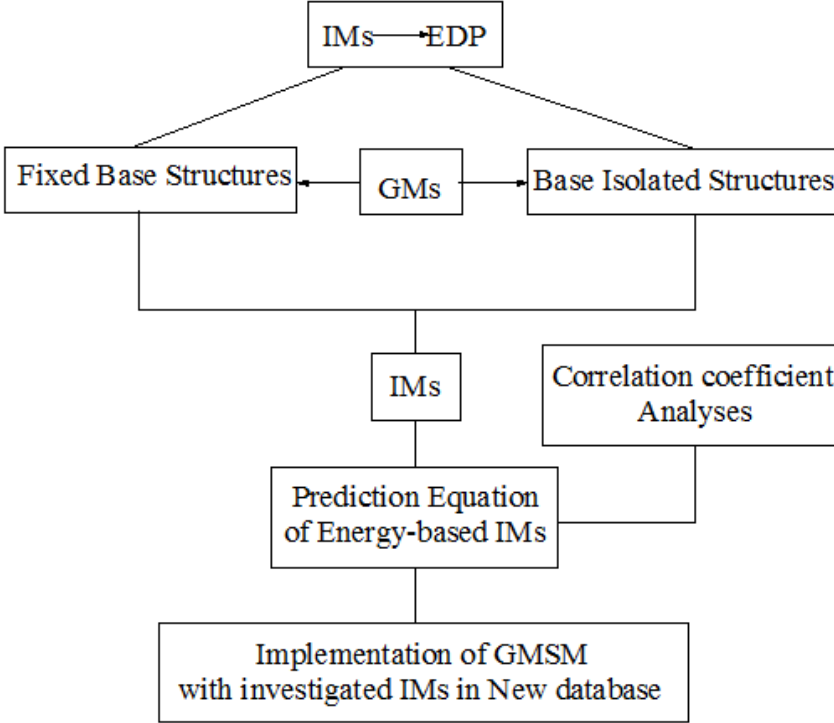 IMs EDP
Fixed Base Structures
GMs
Base Isolated Structures
IMs
Correlation coefficient
Analyses
Prediction Equation
of Energy-based IMs
Implementation of GMSM
with investigated IMs in New database